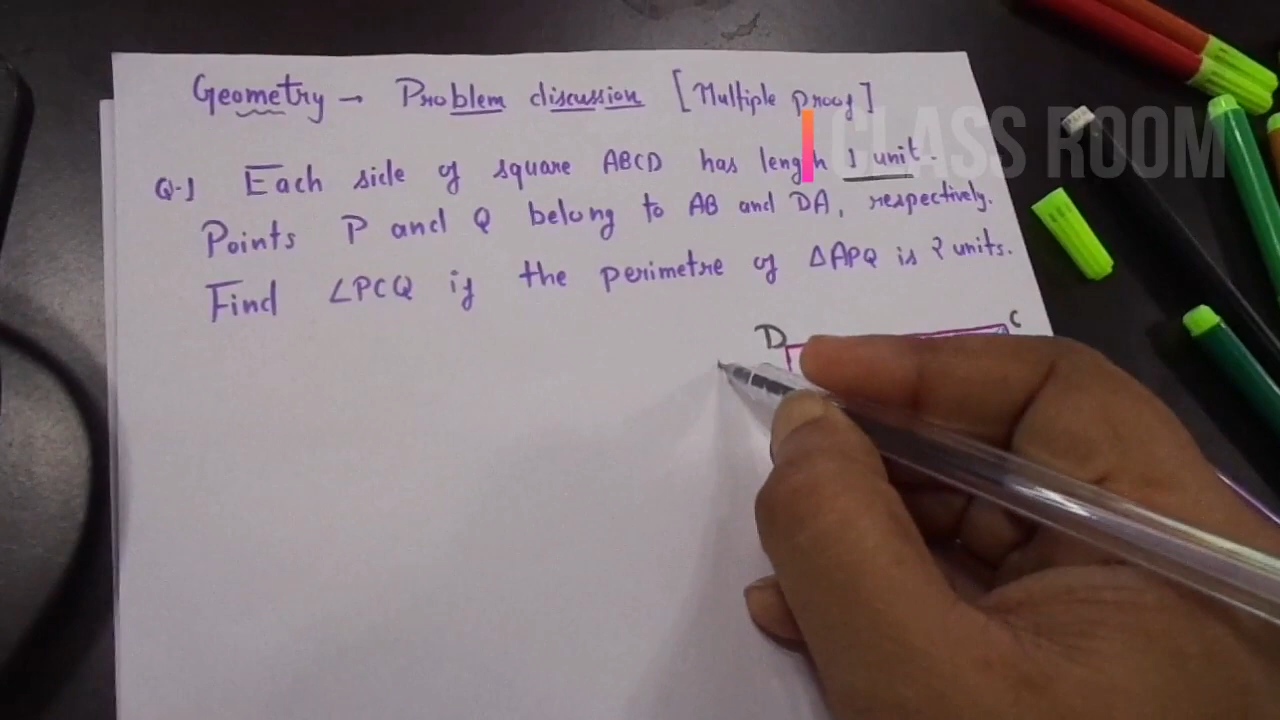 Geometry → Problem discussion [Multiple proof]
CLASS ROOM
Q-1 Each side of square ABCD has length 1 unit.
Points P and Q belong to AB and DA, respectively.
Find ∠PCQ if the perimetre of ΔAPQ is 2 units.
D C